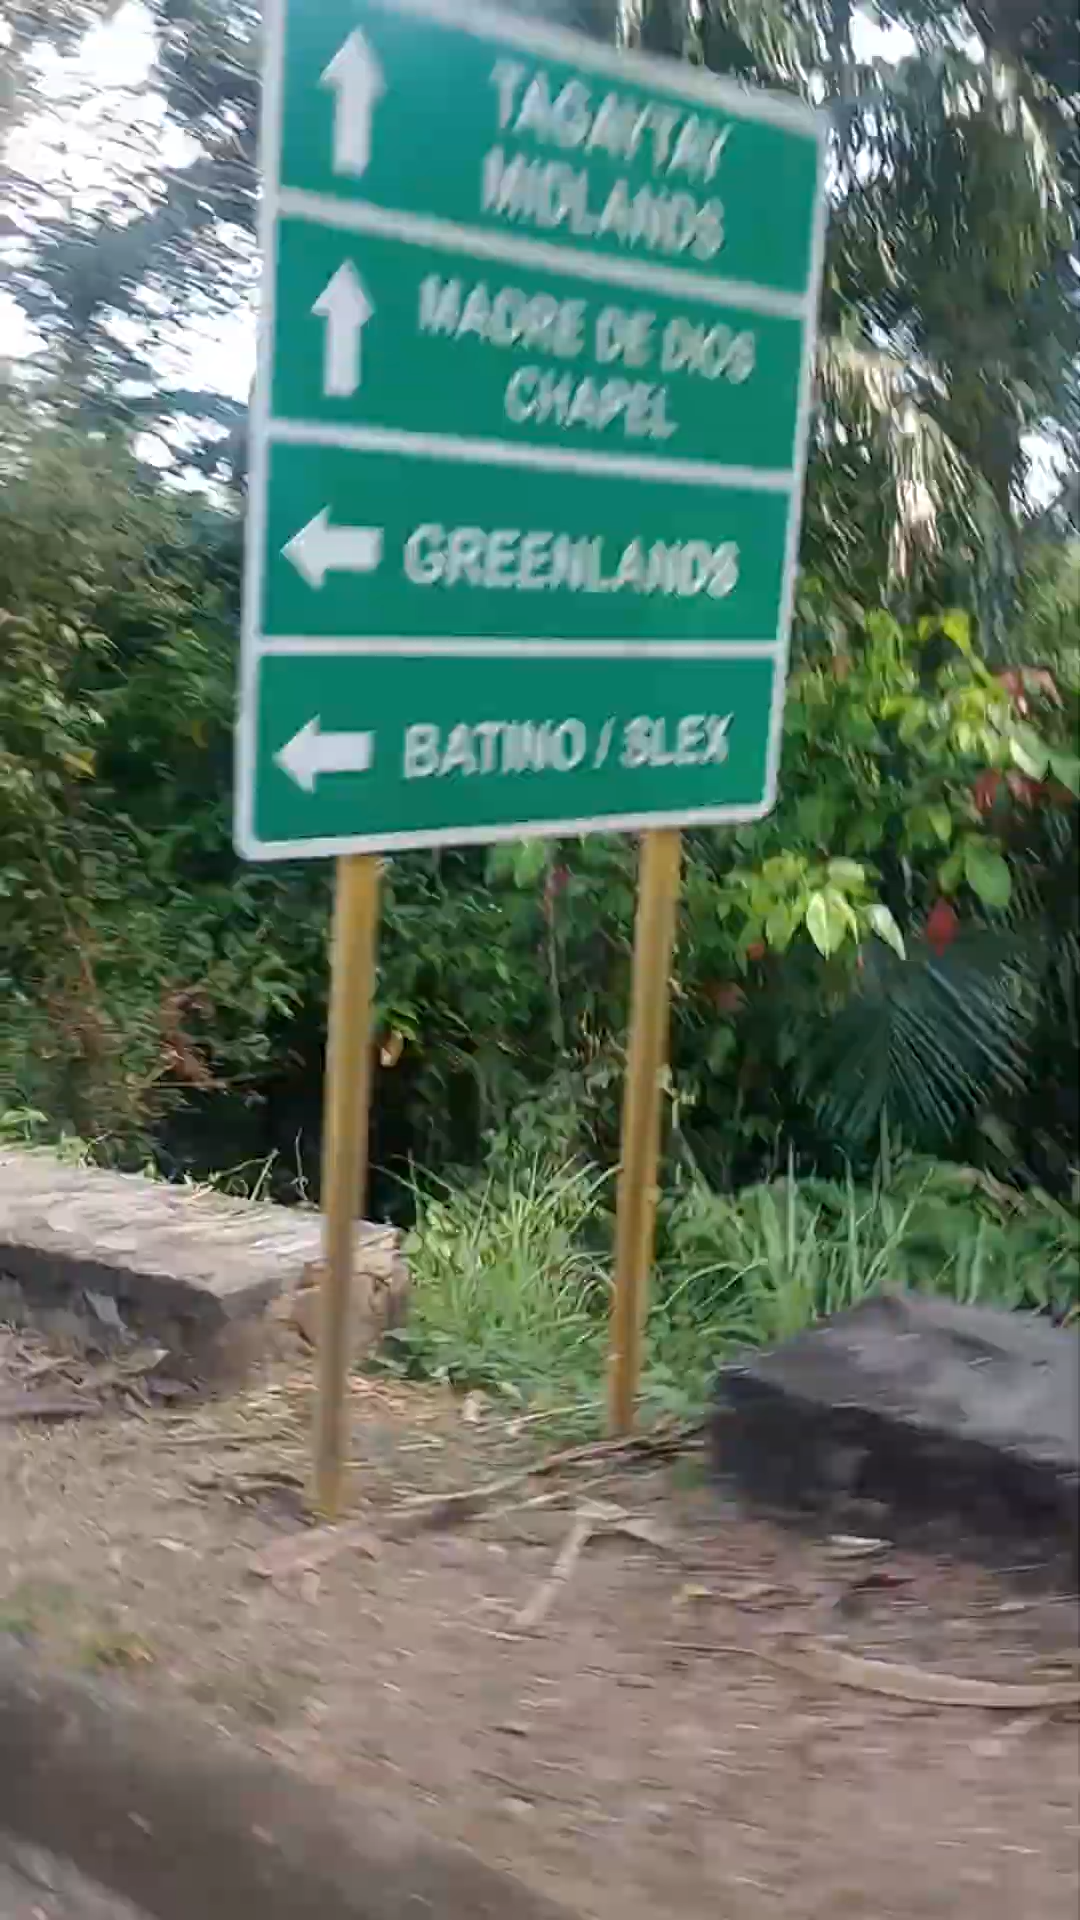 TAGAYTAY
MIDLANDS
MADRE DE DIOS
CHAPEL
GREENLANDS
BATINO / SLEX